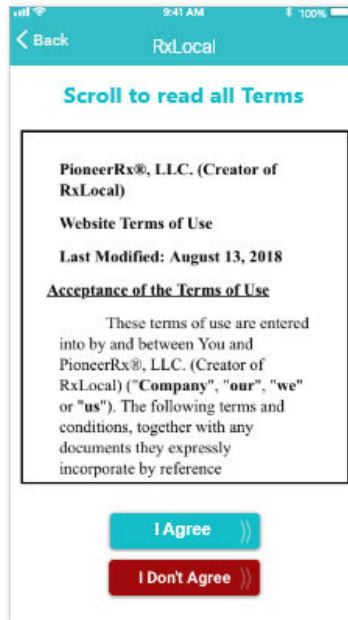 9:41 AM 100%
Back
RxLocal
Scroll to read all Terms
PioneerRx®, LLC. (Creator of
RxLocal)
Website Terms of Use
Last Modified: August 13, 2018
Acceptance of the Terms of Use
These terms of use are entered
into by and between You and
PioneerRx®, LLC. (Creator of
RxLocal) ("Company", "our", "we"
or "us"). The following terms and
conditions, together with any
documents they expressly
incorporate by reference
I Agree
I Don't Agree